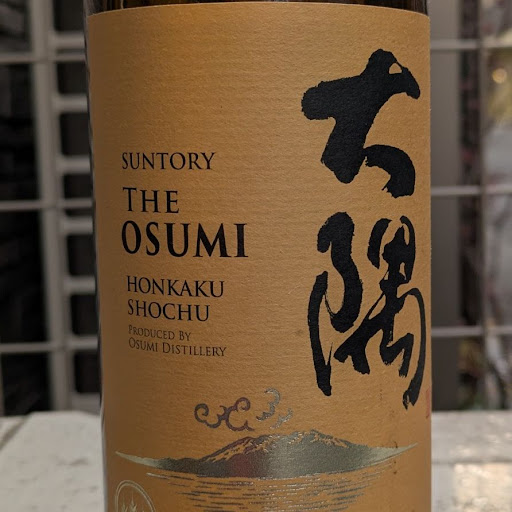 SUNTORY
THE
OSUMI
HONKAKU
SHOCHU
PRODUCED BY
OSUMI DISTILLERY
大隅